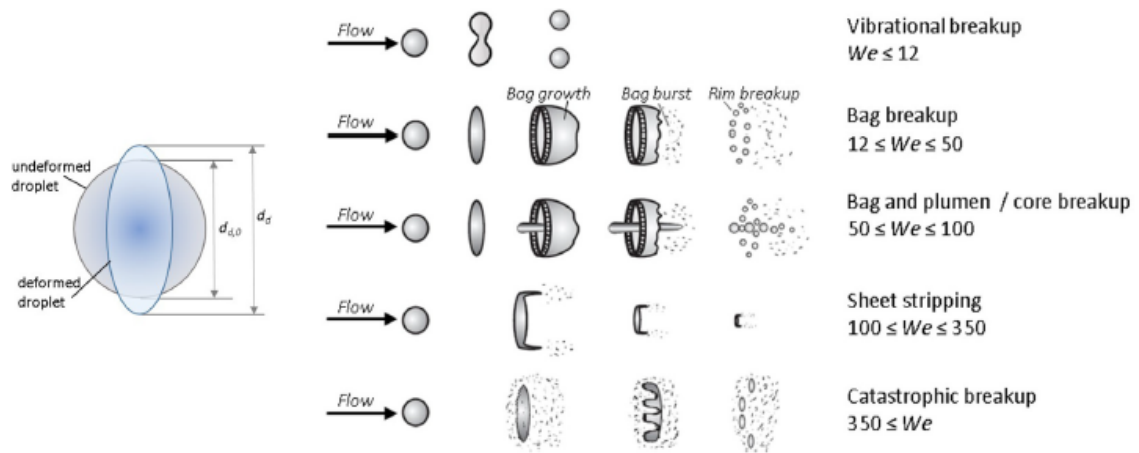 undeformed
droplet
d_{d,0}
d_d
deformed
droplet
Flow
Vibrational breakup
We ≤ 12
Bag growth
Bag burst
Rim breakup
Flow
Bag breakup
12 ≤ We ≤ 50
Flow
Bag and plumen / core breakup
50 ≤ We ≤ 100
Flow
Sheet stripping
100 ≤ We ≤ 350
Flow
Catastrophic breakup
350 ≤ We